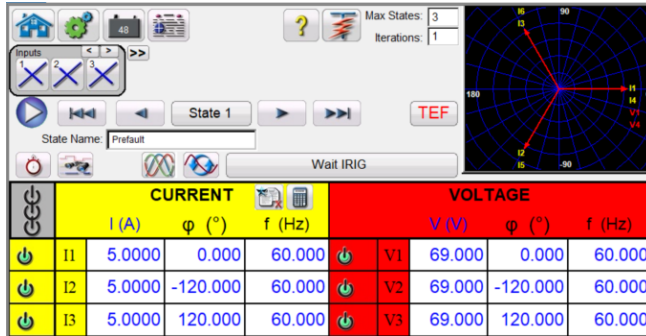 48
?
Max States: 3
Iterations: 1
Inputs
< >
>>
1 2 3
State 1
TEF
State Name: Prefault
Wait IRIG
I6
I3
90
180
I1
I4
V1
V4
I2
I5
-90
CURRENT
VOLTAGE
I (A) φ (°) f (Hz)
V (V) φ (°) f (Hz)
I1 5.0000 0.000 60.000 V1 69.000 0.000 60.000
I2 5.0000 -120.000 60.000 V2 69.000 -120.000 60.000
I3 5.0000 120.000 60.000 V3 69.000 120.000 60.000